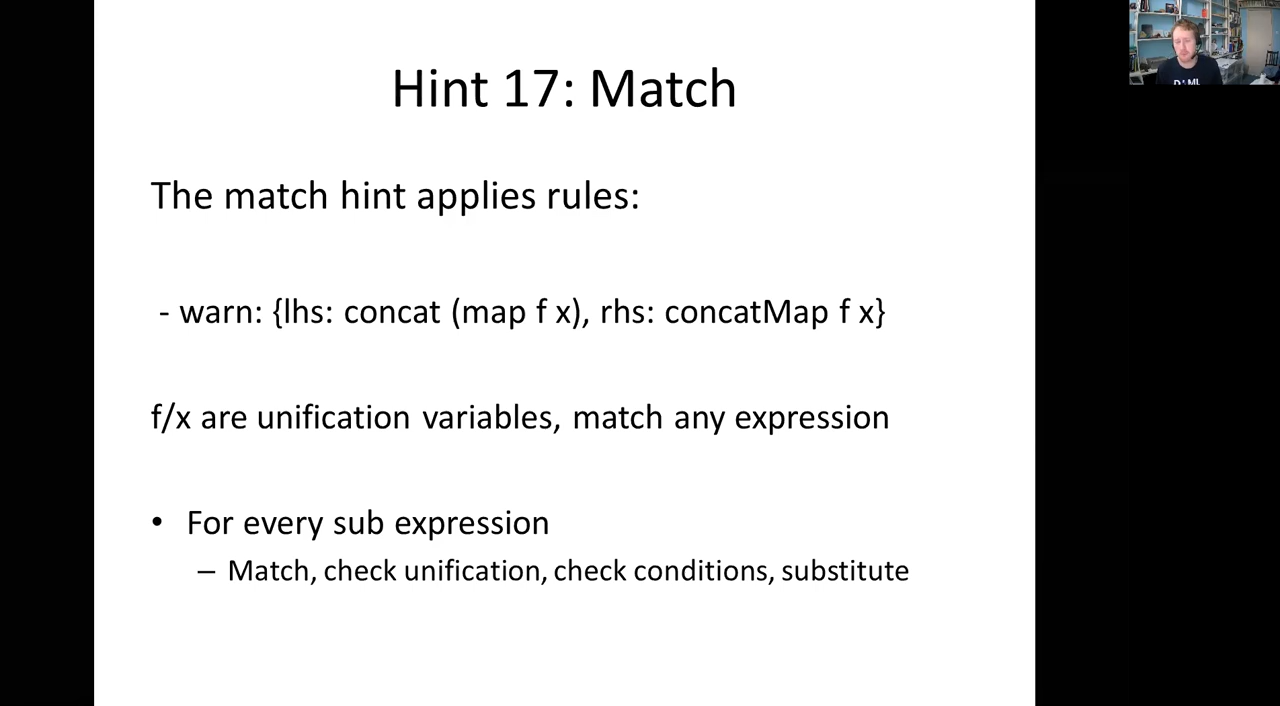 Hint 17: Match
The match hint applies rules:
- warn: {lhs: concat (map f x), rhs: concatMap f x}
f/x are unification variables, match any expression
• For every sub expression
– Match, check unification, check conditions, substitute